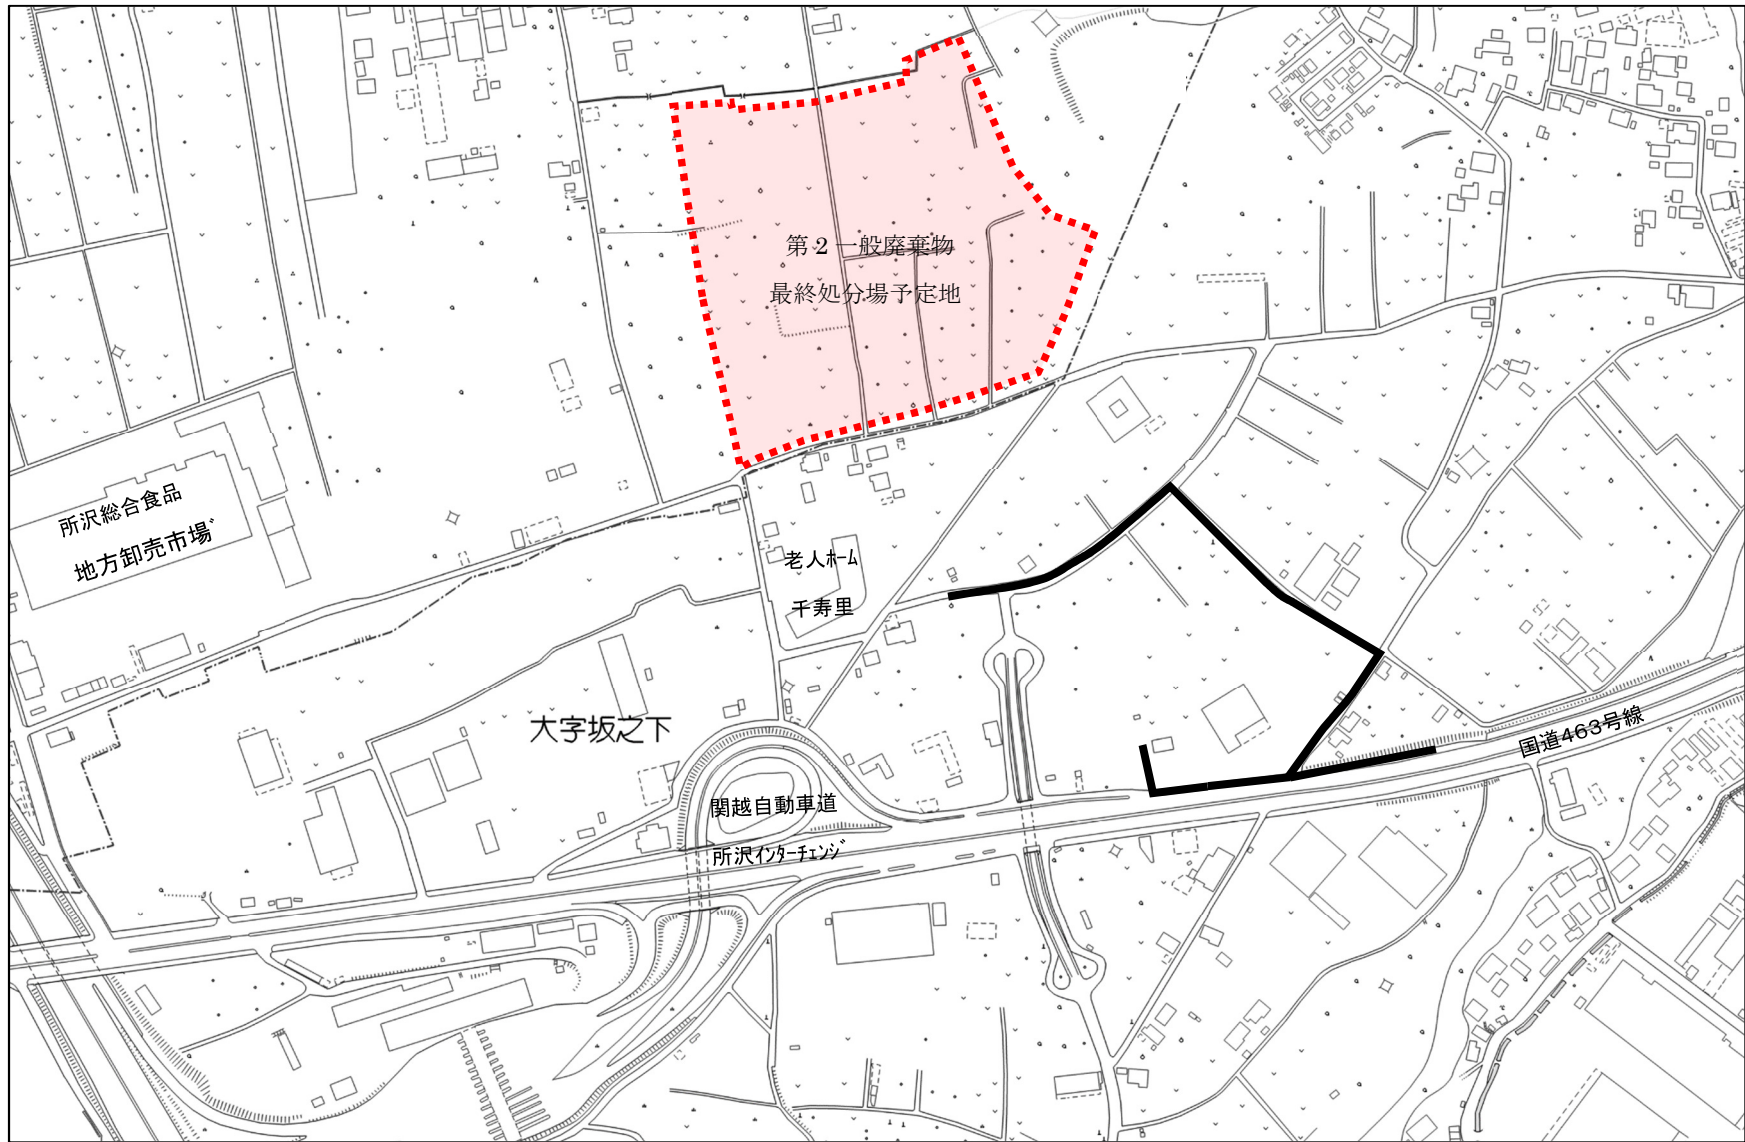 第２一般廃棄物
最終処分場予定地
所沢総合食品
地方卸売市場
老人ﾎｰﾑ
千寿里
大字坂之下
国道463号線
関越自動車道
所沢ｲﾝﾀｰﾁｪﾝｼﾞ